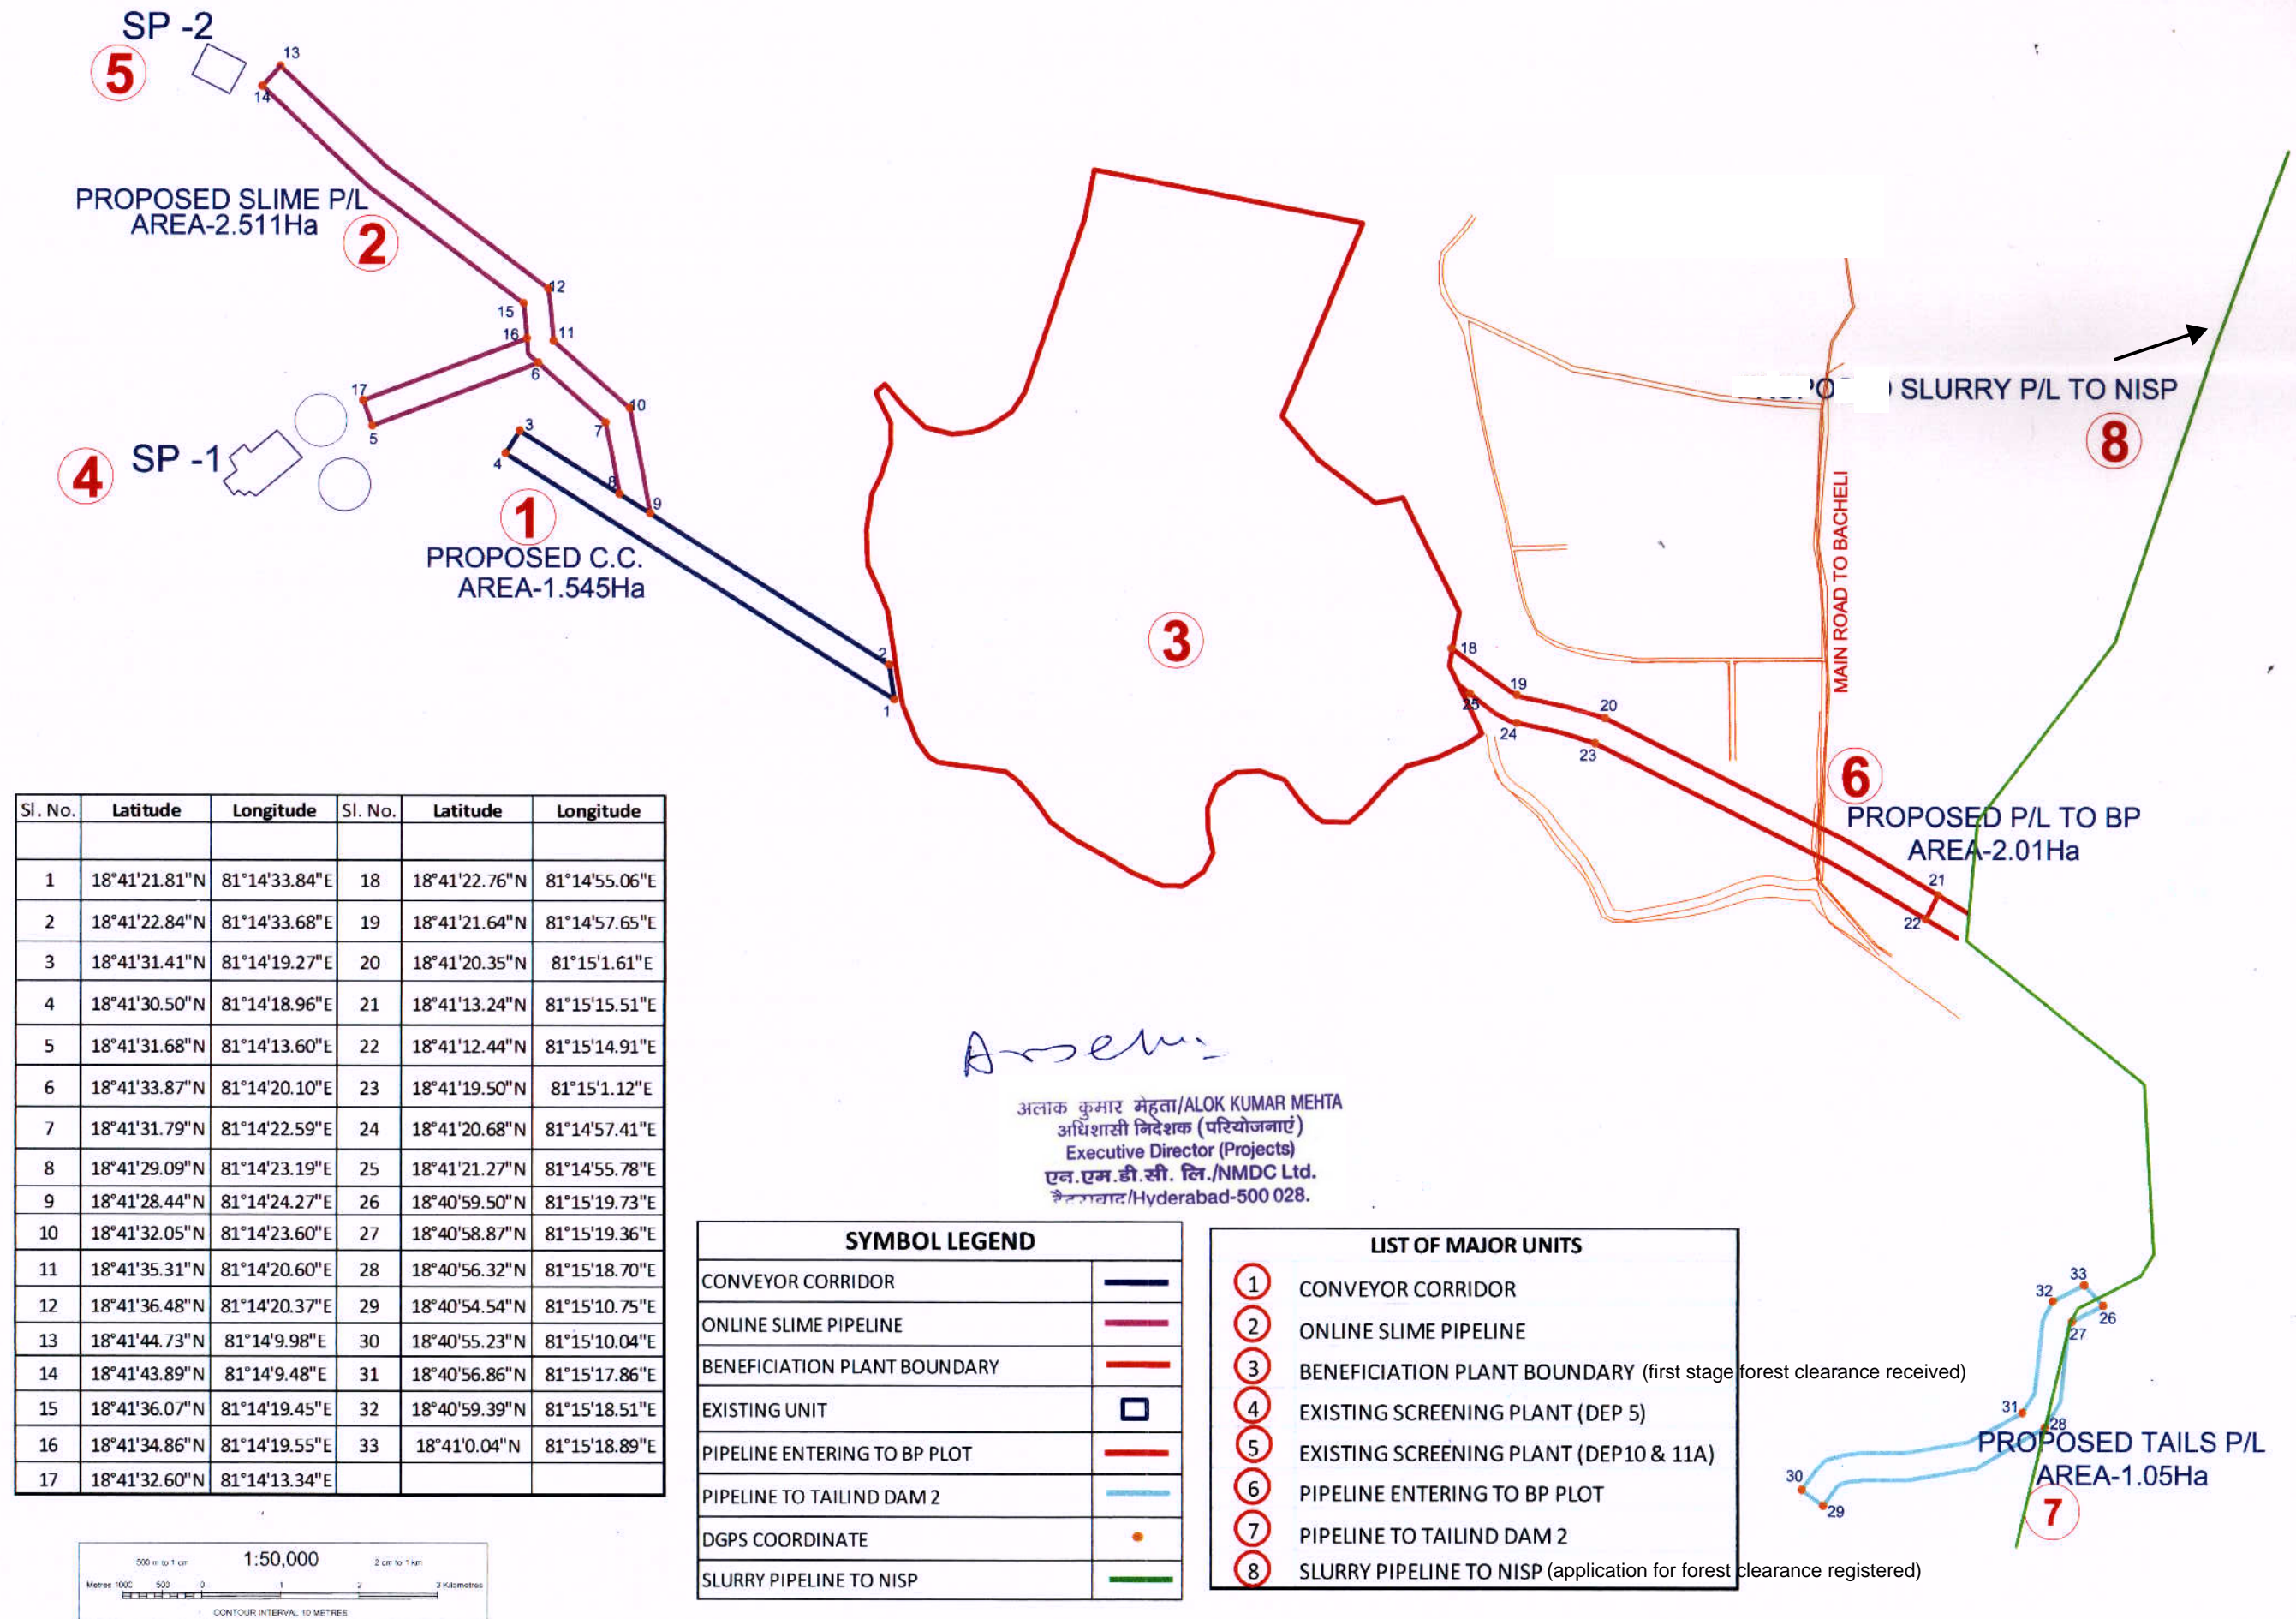 SP -2
5
13
14
PROPOSED SLIME P/L
AREA-2.511Ha
2
12
15
16
11
6
17
5
10
7
3
4
SP -1
4
8
9
1
PROPOSED C.C.
AREA-1.545Ha
2
1
3
SLURRY P/L TO NISP
8
MAIN ROAD TO BACHELI
18
19
20
25
24
23
6
PROPOSED P/L TO BP
AREA-2.01Ha
21
22
Sl. No. Latitude Longitude Sl. No. Latitude Longitude
1 18°41'21.81"N 81°14'33.84"E 18 18°41'22.76"N 81°14'55.06"E
2 18°41'22.84"N 81°14'33.68"E 19 18°41'21.64"N 81°14'57.65"E
3 18°41'31.41"N 81°14'19.27"E 20 18°41'20.35"N 81°15'1.61"E
4 18°41'30.50"N 81°14'18.96"E 21 18°41'13.24"N 81°15'15.51"E
5 18°41'31.68"N 81°14'13.60"E 22 18°41'12.44"N 81°15'14.91"E
6 18°41'33.87"N 81°14'20.10"E 23 18°41'19.50"N 81°15'1.12"E
7 18°41'31.79"N 81°14'22.59"E 24 18°41'20.68"N 81°14'57.41"E
8 18°41'29.09"N 81°14'23.19"E 25 18°41'21.27"N 81°14'55.78"E
9 18°41'28.44"N 81°14'24.27"E 26 18°40'59.50"N 81°15'19.73"E
10 18°41'32.05"N 81°14'23.60"E 27 18°40'58.87"N 81°15'19.36"E
11 18°41'35.31"N 81°14'20.60"E 28 18°40'56.32"N 81°15'18.70"E
12 18°41'36.48"N 81°14'20.37"E 29 18°40'54.54"N 81°15'10.75"E
13 18°41'44.73"N 81°14'9.98"E 30 18°40'55.23"N 81°15'10.04"E
14 18°41'43.89"N 81°14'9.48"E 31 18°40'56.86"N 81°15'17.86"E
15 18°41'36.07"N 81°14'19.45"E 32 18°40'59.39"N 81°15'18.51"E
16 18°41'34.86"N 81°14'19.55"E 33 18°41'0.04"N 81°15'18.89"E
17 18°41'32.60"N 81°14'13.34"E
अलोक कुमार मेहता/ALOK KUMAR MEHTA
अधिशासी निदेशक (परियोजनाएं)
Executive Director (Projects)
एन.एम.डी.सी. लि./NMDC Ltd.
/Hyderabad-500 028.
SYMBOL LEGEND
CONVEYOR CORRIDOR
ONLINE SLIME PIPELINE
BENEFICIATION PLANT BOUNDARY
EXISTING UNIT
PIPELINE ENTERING TO BP PLOT
PIPELINE TO TAILIND DAM 2
DGPS COORDINATE
SLURRY PIPELINE TO NISP
LIST OF MAJOR UNITS
1 CONVEYOR CORRIDOR
2 ONLINE SLIME PIPELINE
3 BENEFICIATION PLANT BOUNDARY (first stage forest clearance received)
4 EXISTING SCREENING PLANT (DEP 5)
5 EXISTING SCREENING PLANT (DEP10 & 11A)
6 PIPELINE ENTERING TO BP PLOT
7 PIPELINE TO TAILIND DAM 2
8 SLURRY PIPELINE TO NISP (application for forest clearance registered)
33
32
26
27
31
28
PROPOSED TAILS P/L
AREA-1.05Ha
30
29
7
500 m to 1 cm 1:50,000 2 cm to 1 km
Metres 1000 500 0 1 2 3 Kilometres
CONTOUR INTERVAL 10 METRES